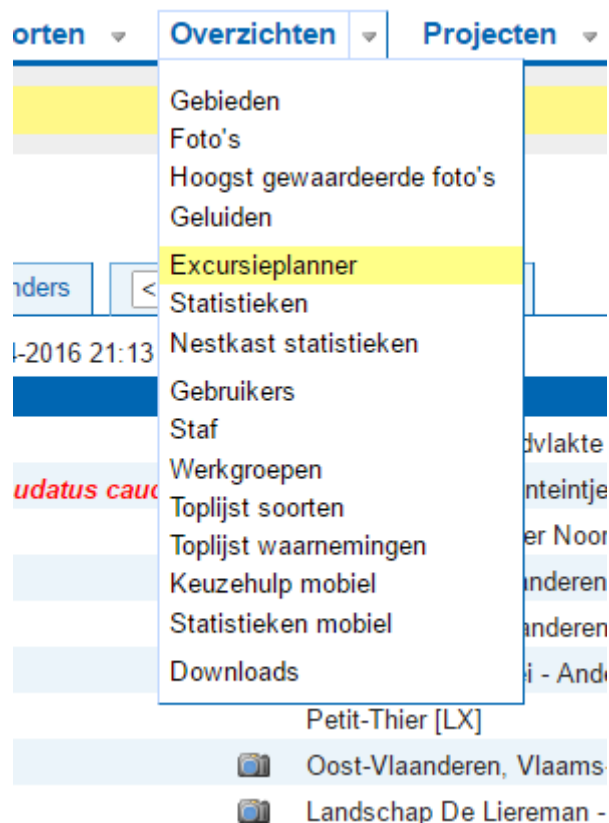 orten Overzichten Projecten
Gebieden
Foto's
Hoogst gewaardeerde foto's
Geluiden
Excursieplanner
nders <
Statistieken
-2016 21:13
Nestkast statistieken
Gebruikers
Staf
dvlakte
Werkgroepen
udatus cauc nteintje
Toplijst soorten
er Noor
Toplijst waarnemingen
Keuzehulp mobiel
anderen
Statistieken mobiel
anderen
Downloads
i - Ande
Petit-Thier [LX]
Oost-Vlaanderen, Vlaams-
Landschap De Liereman -